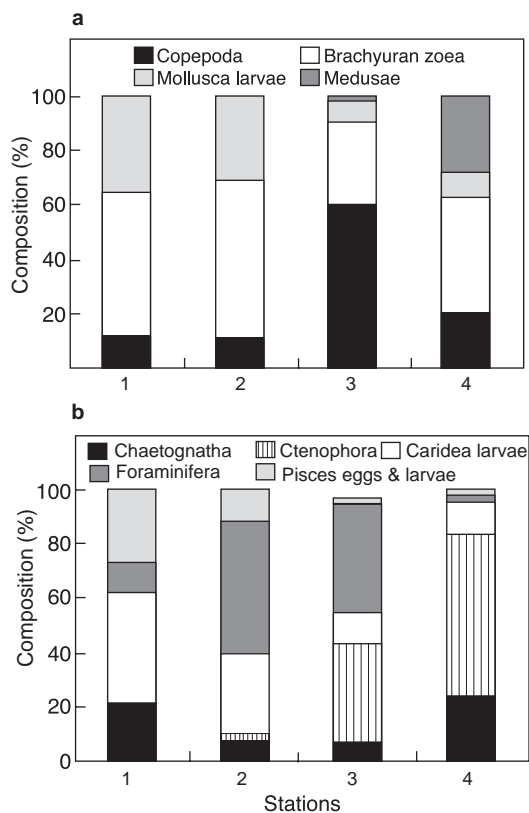 a
Copepoda Brachyuran zoea
Mollusca larvae Medusae
100
80
60
40
20
Composition (%)
1 2 3 4
b
Chaetognatha Ctenophora Caridea larvae
Foraminifera Pisces eggs & larvae
100
80
60
40
20
0
Composition (%)
1 2 3 4
Stations